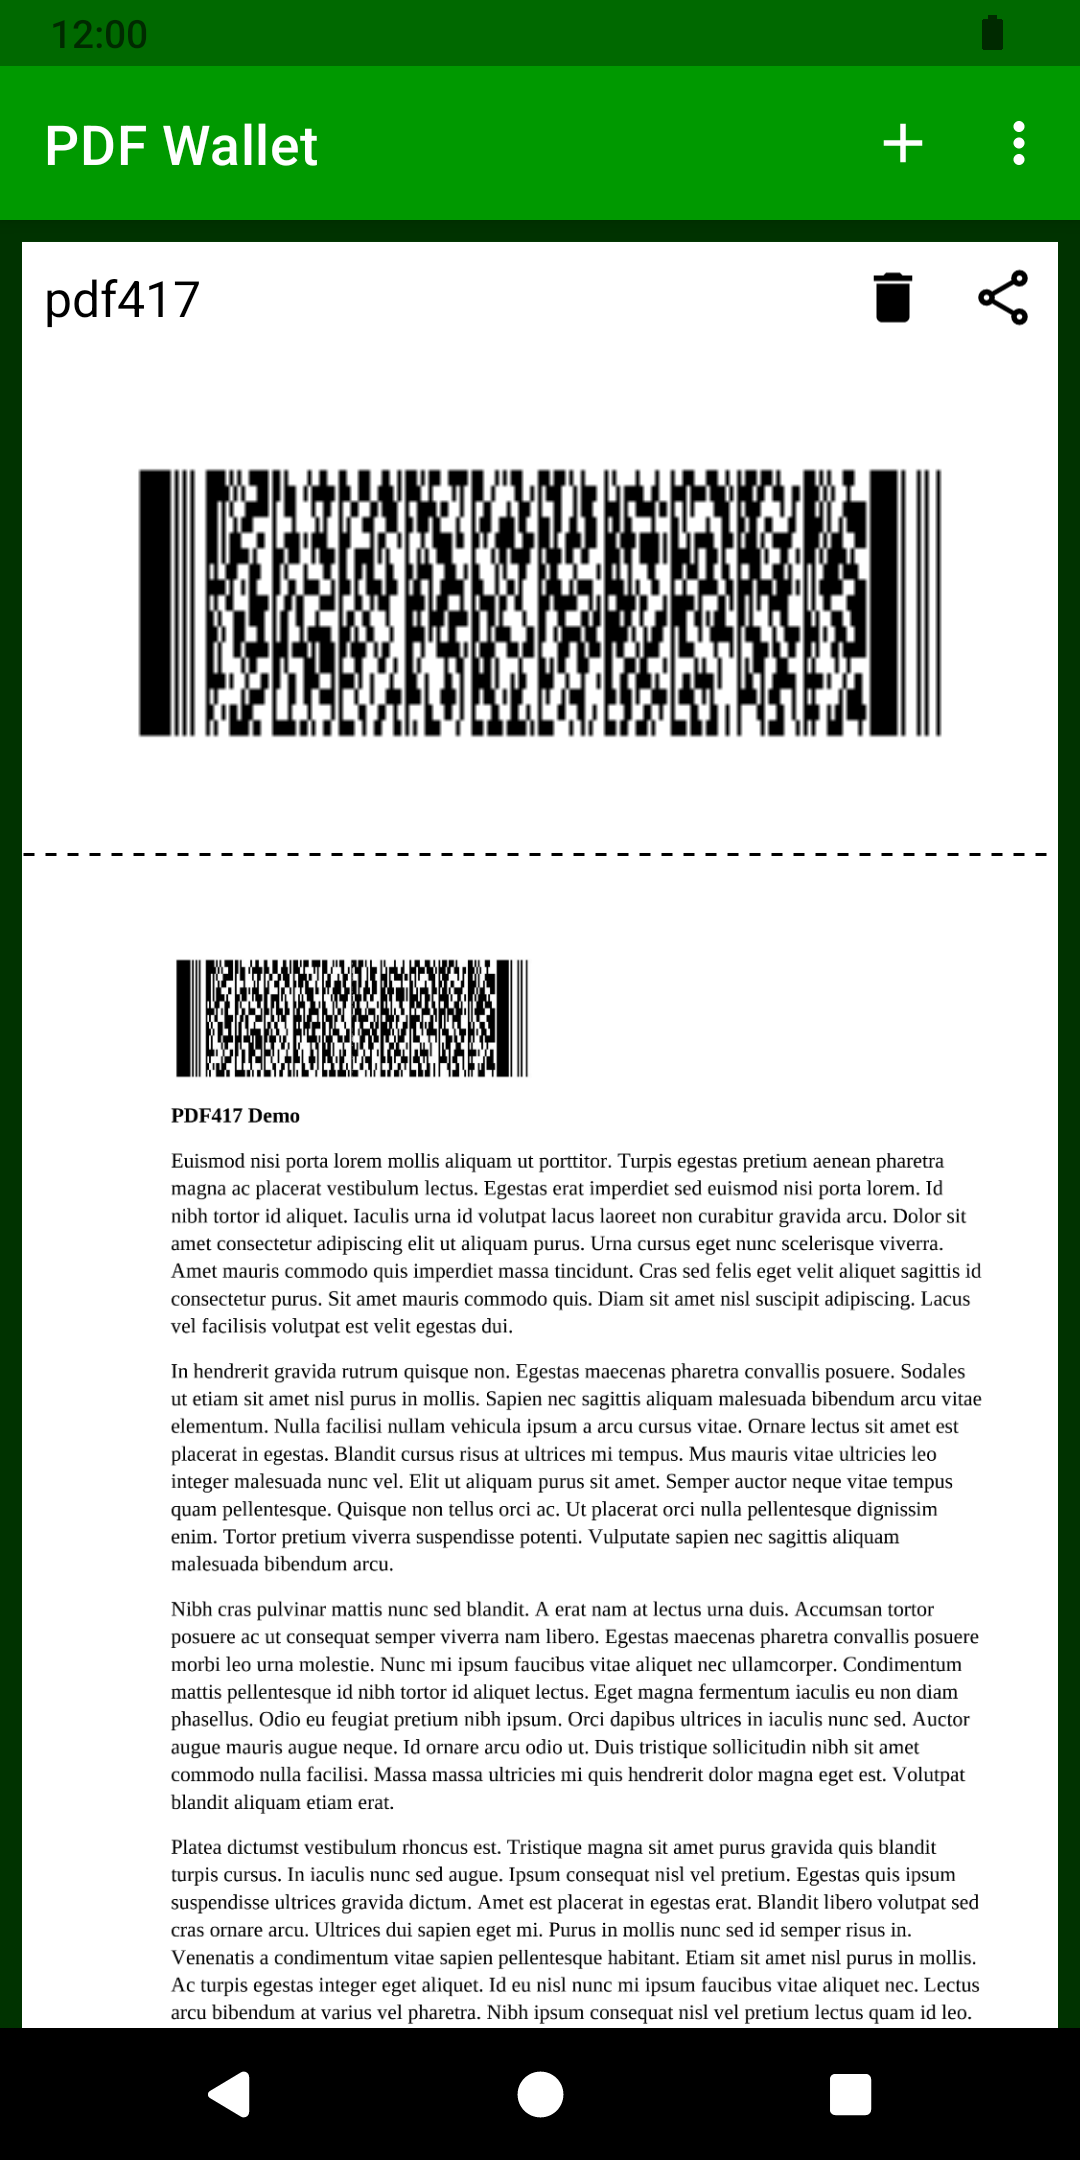 12:00
PDF Wallet
pdf417
PDF417 Demo
Euismod nisi porta lorem mollis aliquam ut porttitor. Turpis egestas pretium aenean pharetra
magna ac placerat vestibulum lectus. Egestas erat imperdiet sed euismod nisi porta lorem. Id
nibh tortor id aliquet. Iaculis urna id volutpat lacus laoreet non curabitur gravida arcu. Dolor sit
amet consectetur adipiscing elit ut aliquam purus. Urna cursus eget nunc scelerisque viverra.
Amet mauris commodo quis imperdiet massa tincidunt. Cras sed felis eget velit aliquet sagittis id
consectetur purus. Sit amet mauris commodo quis. Diam sit amet nisl suscipit adipiscing. Lacus
vel facilisis volutpat est velit egestas dui.
In hendrerit gravida rutrum quisque non. Egestas maecenas pharetra convallis posuere. Sodales
ut etiam sit amet nisl purus in mollis. Sapien nec sagittis aliquam malesuada bibendum arcu vitae
elementum. Nulla facilisi nullam vehicula ipsum a arcu cursus vitae. Ornare lectus sit amet est
placerat in egestas. Blandit cursus risus at ultrices mi tempus. Mus mauris vitae ultricies leo
integer malesuada nunc vel. Elit ut aliquam purus sit amet. Semper auctor neque vitae tempus
quam pellentesque. Quisque non tellus orci ac. Ut placerat orci nulla pellentesque dignissim
enim. Tortor pretium viverra suspendisse potenti. Vulputate sapien nec sagittis aliquam
malesuada bibendum arcu.
Nibh cras pulvinar mattis nunc sed blandit. A erat nam at lectus urna duis. Accumsan tortor
posuere ac ut consequat semper viverra nam libero. Egestas maecenas pharetra convallis posuere
morbi leo urna molestie. Nunc mi ipsum faucibus vitae aliquet nec ullamcorper. Condimentum
mattis pellentesque id nibh tortor id aliquet lectus. Eget magna fermentum iaculis eu non diam
phasellus. Odio eu feugiat pretium nibh ipsum. Orci dapibus ultrices in iaculis nunc sed. Auctor
augue mauris augue neque. Id ornare arcu odio ut. Duis tristique sollicitudin nibh sit amet
commodo nulla facilisi. Massa massa ultricies mi quis hendrerit dolor magna eget est. Volutpat
blandit aliquam etiam erat.
Platea dictumst vestibulum rhoncus est. Tristique magna sit amet purus gravida quis blandit
turpis cursus. In iaculis nunc sed augue. Ipsum consequat nisl vel pretium. Egestas quis ipsum
suspendisse ultrices gravida dictum. Amet est placerat in egestas erat. Blandit libero volutpat sed
cras ornare arcu. Ultrices dui sapien eget mi. Purus in mollis nunc sed id semper risus in.
Venenatis a condimentum vitae sapien pellentesque habitant. Etiam sit amet nisl purus in mollis.
Ac turpis egestas integer eget aliquet. Id eu nisl nunc mi ipsum faucibus vitae aliquet nec. Lectus
arcu bibendum at varius vel pharetra. Nibh ipsum consequat nisl vel pretium lectus quam id leo.